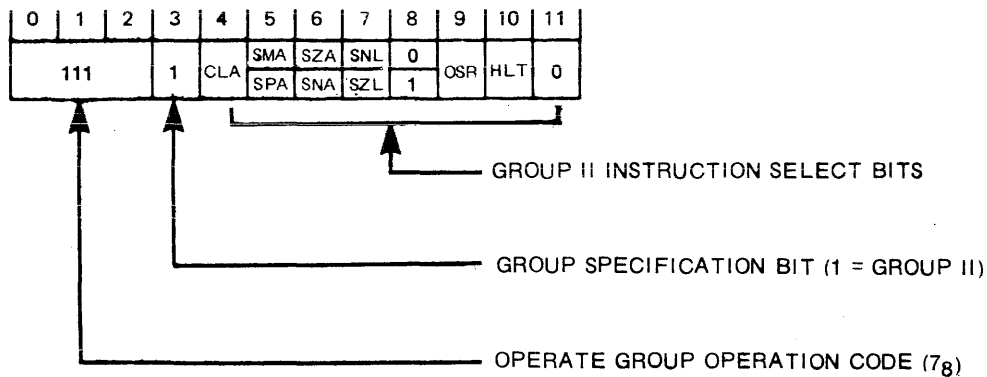 0 1 2 3 4 5 6 7 8 9 10 11
SMA SZA SNL 0
111 1 CLA OSR HLT 0
SPA SNA SZL 1
GROUP II INSTRUCTION SELECT BITS
GROUP SPECIFICATION BIT (1 = GROUP II)
OPERATE GROUP OPERATION CODE (7₈)